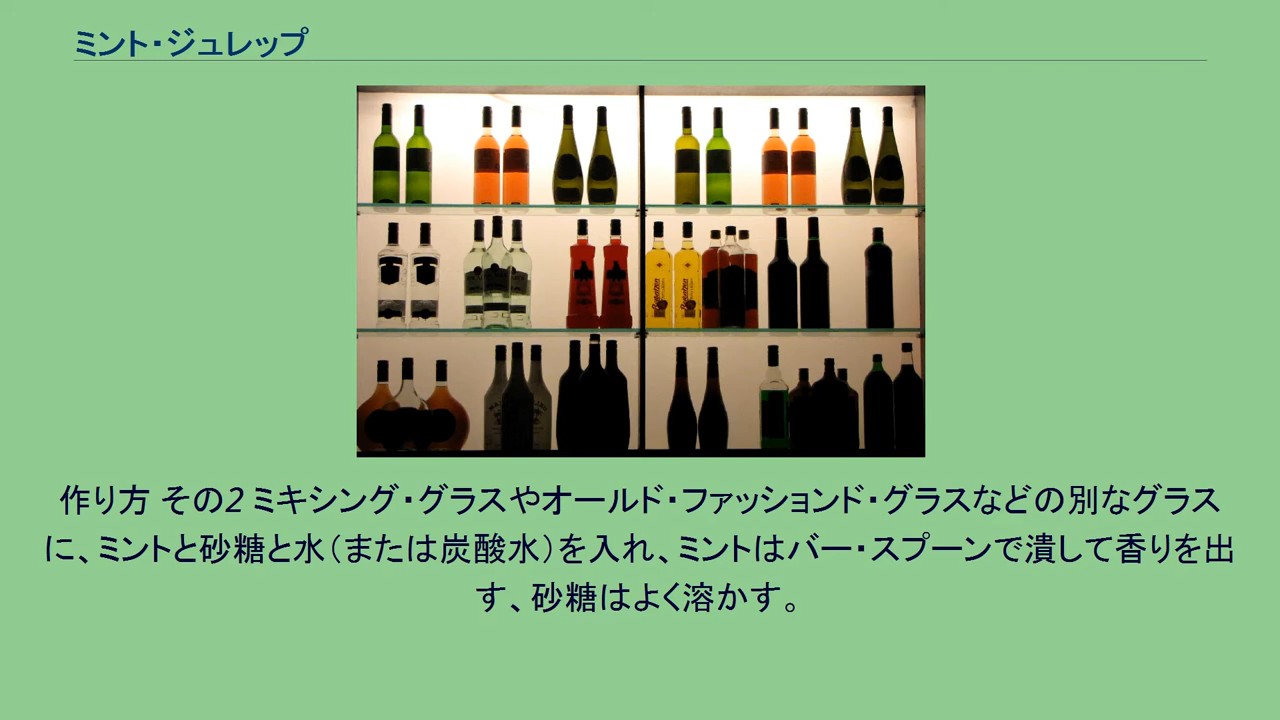 ミント・ジュレップ
作り方 その2 ミキシング・グラスやオールド・ファッションド・グラスなどの別なグラス
に、ミントと砂糖と水（または炭酸水）を入れ、ミントはバー・スプーンで潰して香りを出
す、砂糖はよく溶かす。